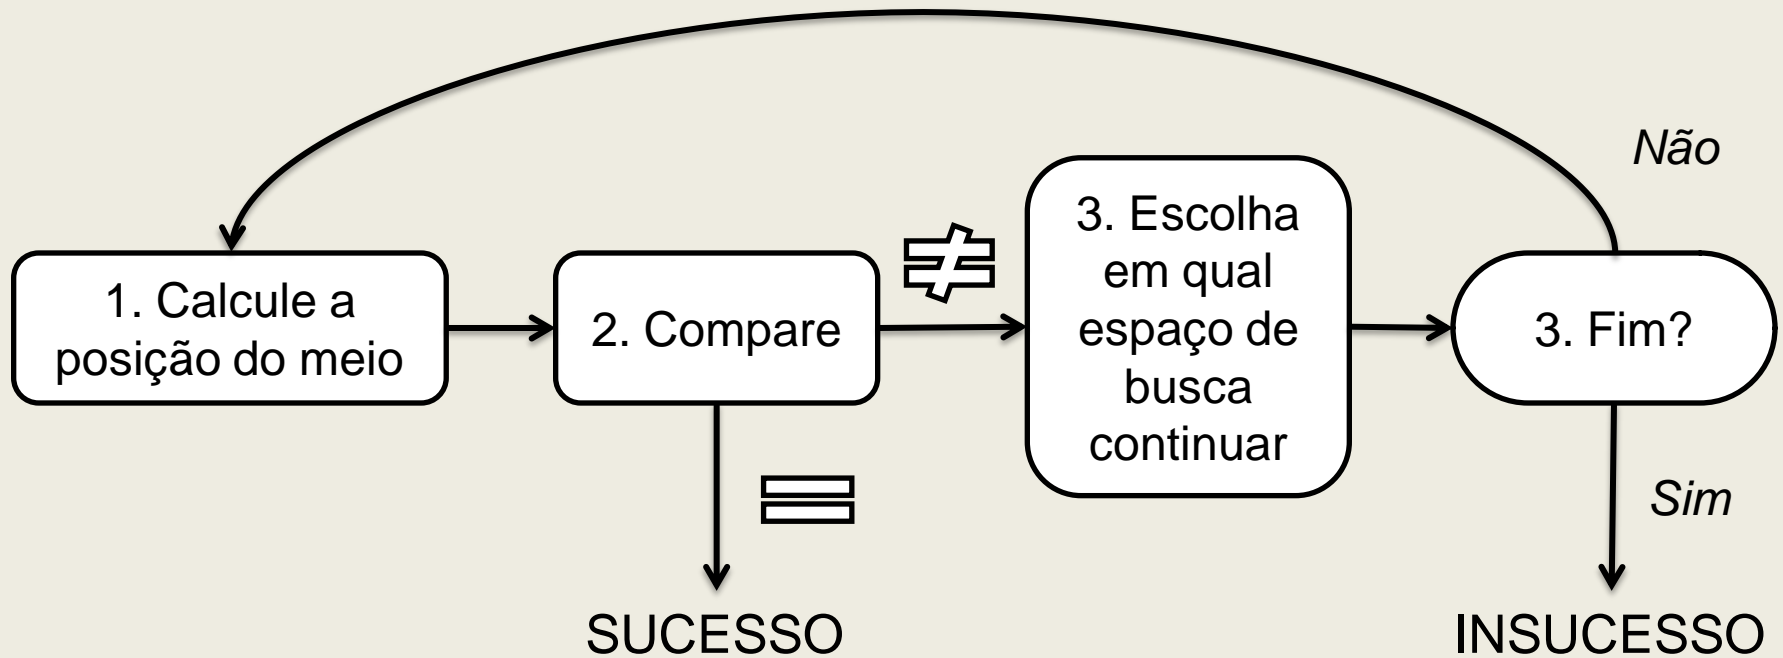 Não
1. Calcule a
posição do meio
2. Compare
≠
3. Escolha
em qual
espaço de
busca
continuar
3. Fim?
=
Sim
SUCESSO
INSUCESSO